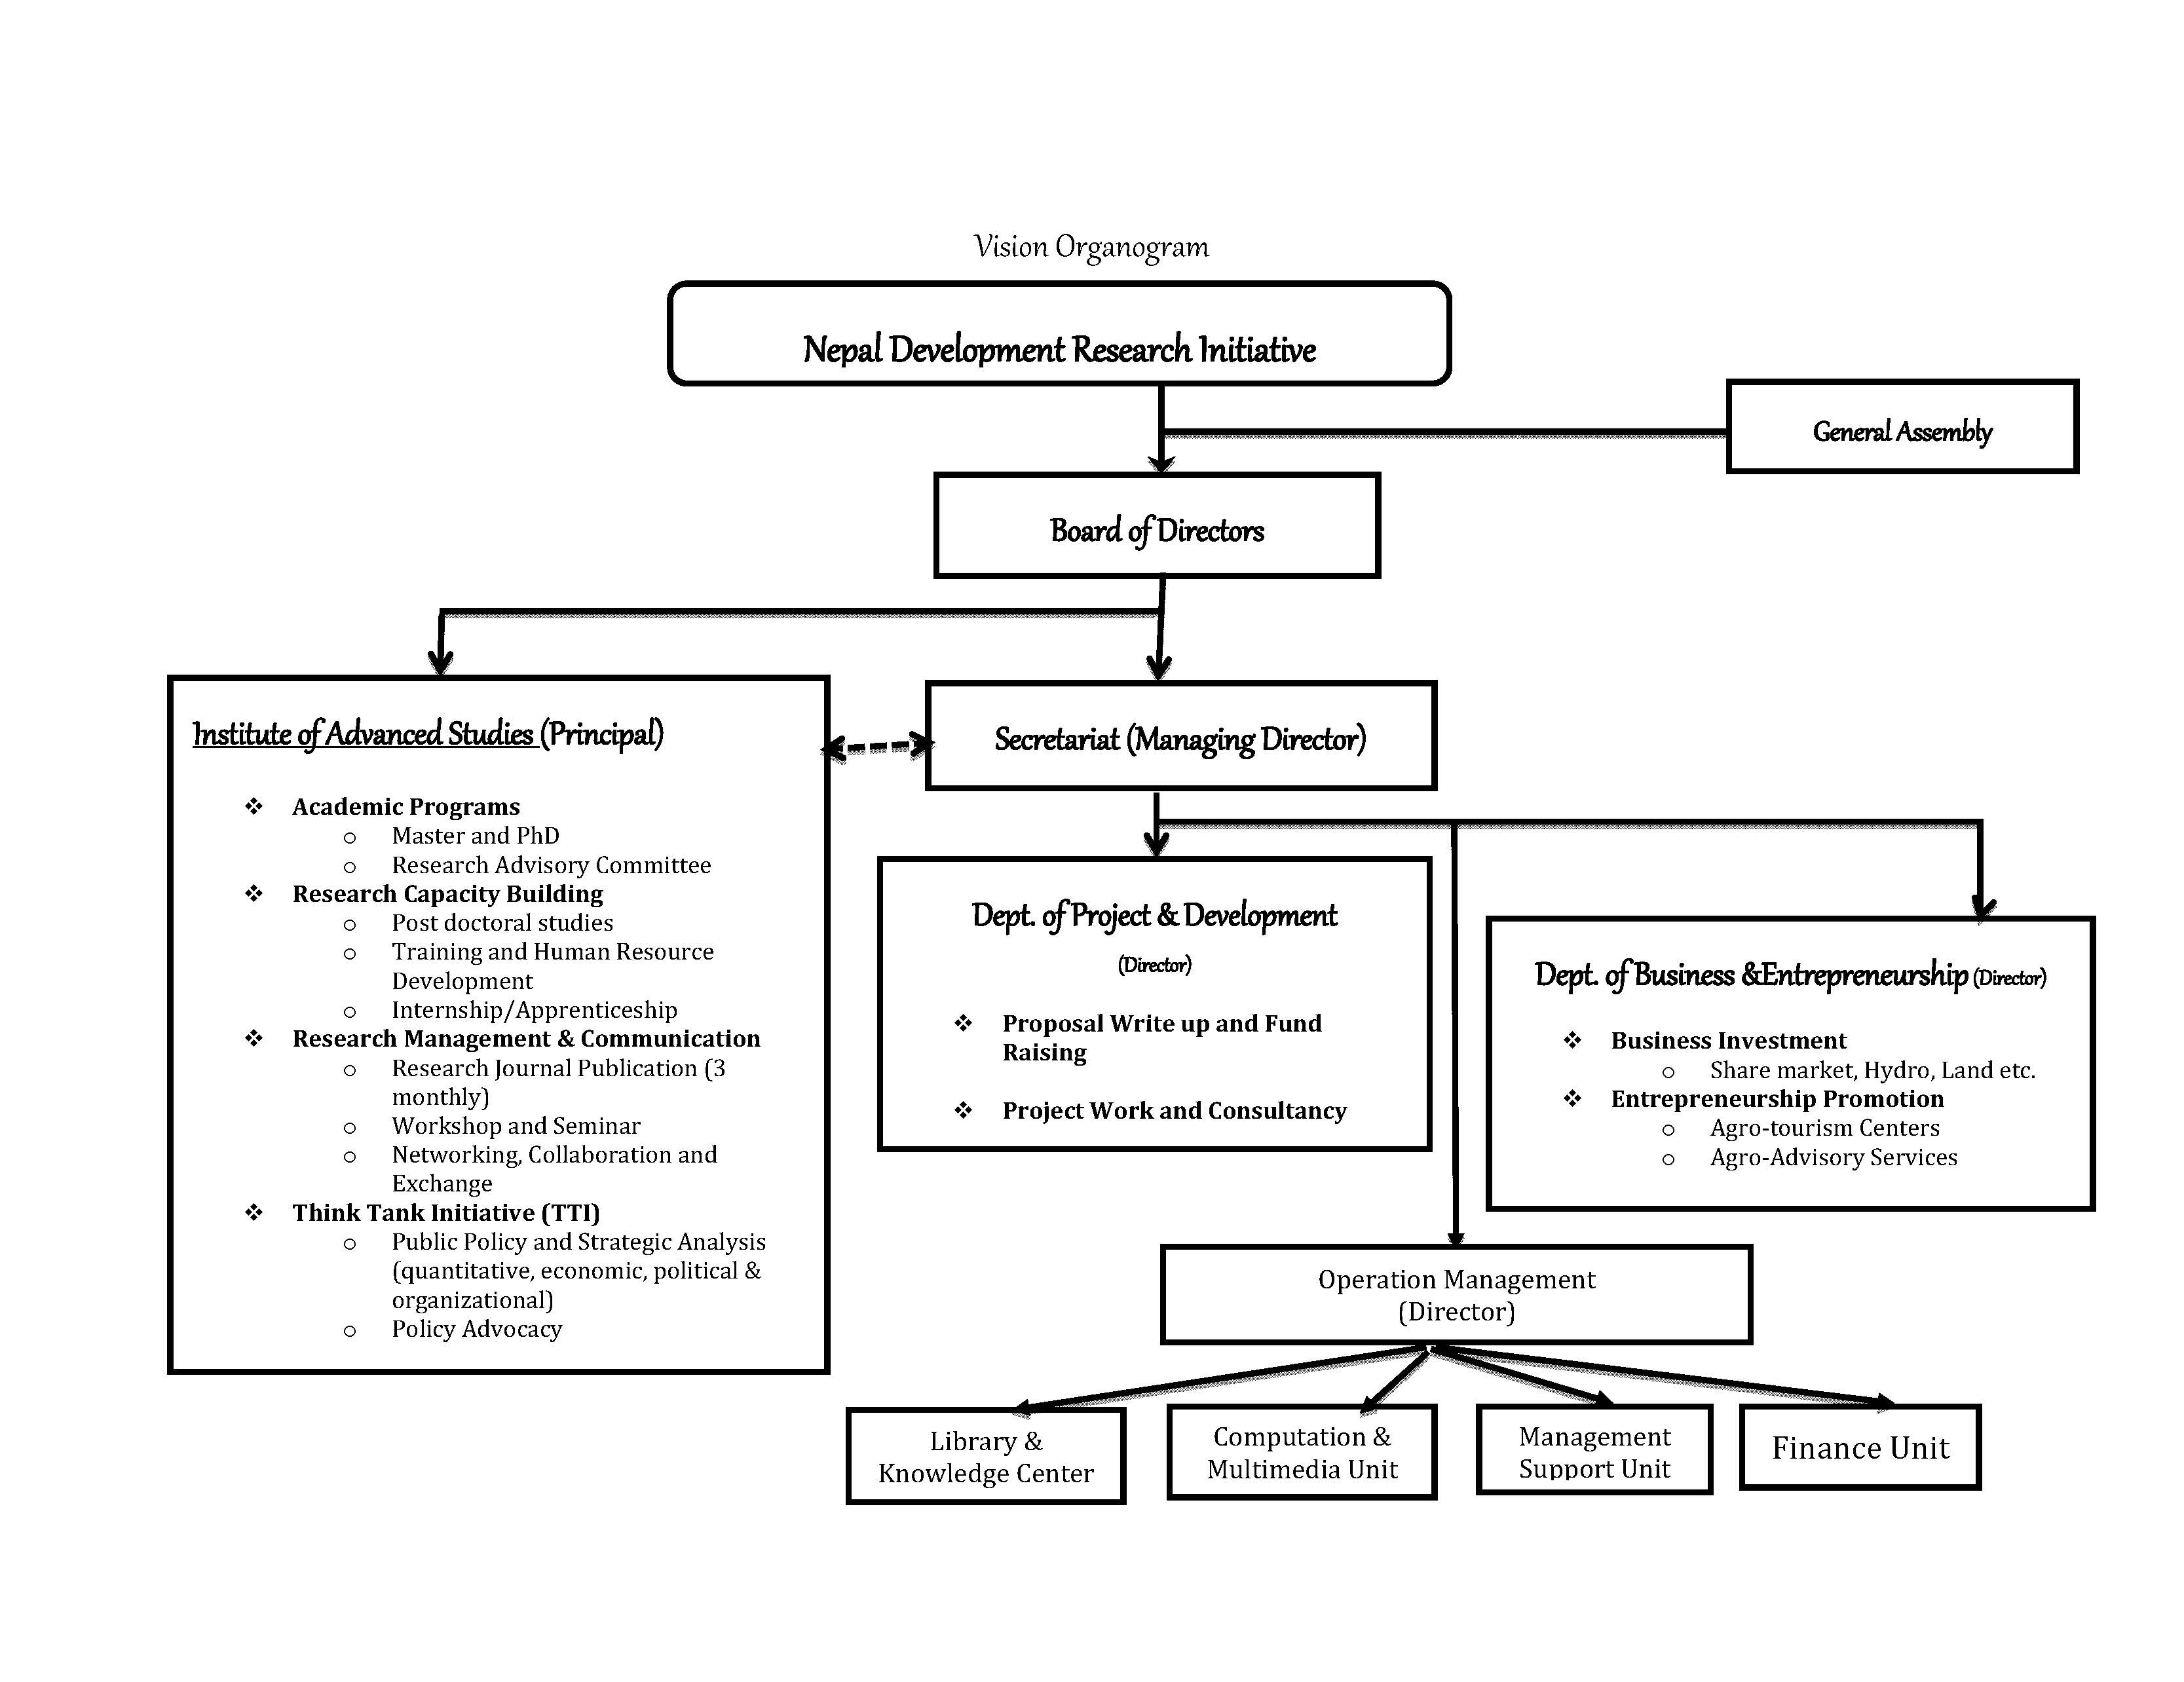 Vision Organogram
Nepal Development Research Initiative
General Assembly
Board of Directors
Institute of Advanced Studies (Principal)
❖ Academic Programs
o Master and PhD
o Research Advisory Committee
❖ Research Capacity Building
o Post doctoral studies
o Training and Human Resource
Development
o Internship/Apprenticeship
❖ Research Management & Communication
o Research Journal Publication (3
monthly)
o Workshop and Seminar
o Networking, Collaboration and
Exchange
❖ Think Tank Initiative (TTI)
o Public Policy and Strategic Analysis
(quantitative, economic, political &
organizational)
o Policy Advocacy
Secretariat (Managing Director)
Dept. of Project & Development
(Director)
❖ Proposal Write up and Fund
Raising
❖ Project Work and Consultancy
Dept. of Business &Entrepreneurship (Director)
❖ Business Investment
o Share market, Hydro, Land etc.
❖ Entrepreneurship Promotion
o Agro-tourism Centers
o Agro-Advisory Services
Operation Management
(Director)
Library &
Knowledge Center
Computation &
Multimedia Unit
Management
Support Unit
Finance Unit